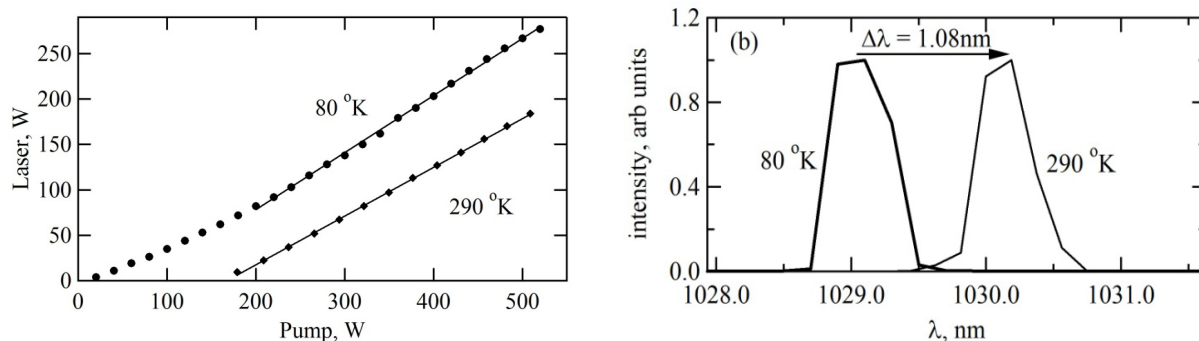 250
200
150
100
50
0
Laser, W
80 °K
290 °K
0 100 200 300 400 500
Pump, W
1.2
0.8
0.4
0.0
intensity, arb units
(b)
Δλ = 1.08nm
80 °K
290 °K
1028.0 1029.0 1030.0 1031.0
λ, nm